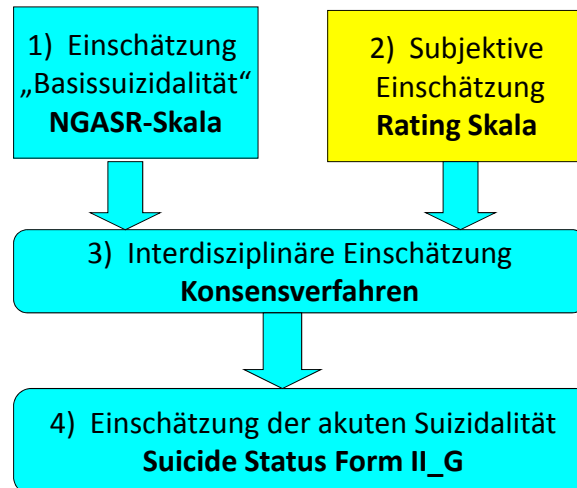 1) Einschätzung
„Basissuizidalität“
NGASR-Skala
2) Subjektive
Einschätzung
Rating Skala
3) Interdisziplinäre Einschätzung
Konsensverfahren
4) Einschätzung der akuten Suizidalität
Suicide Status Form II_G